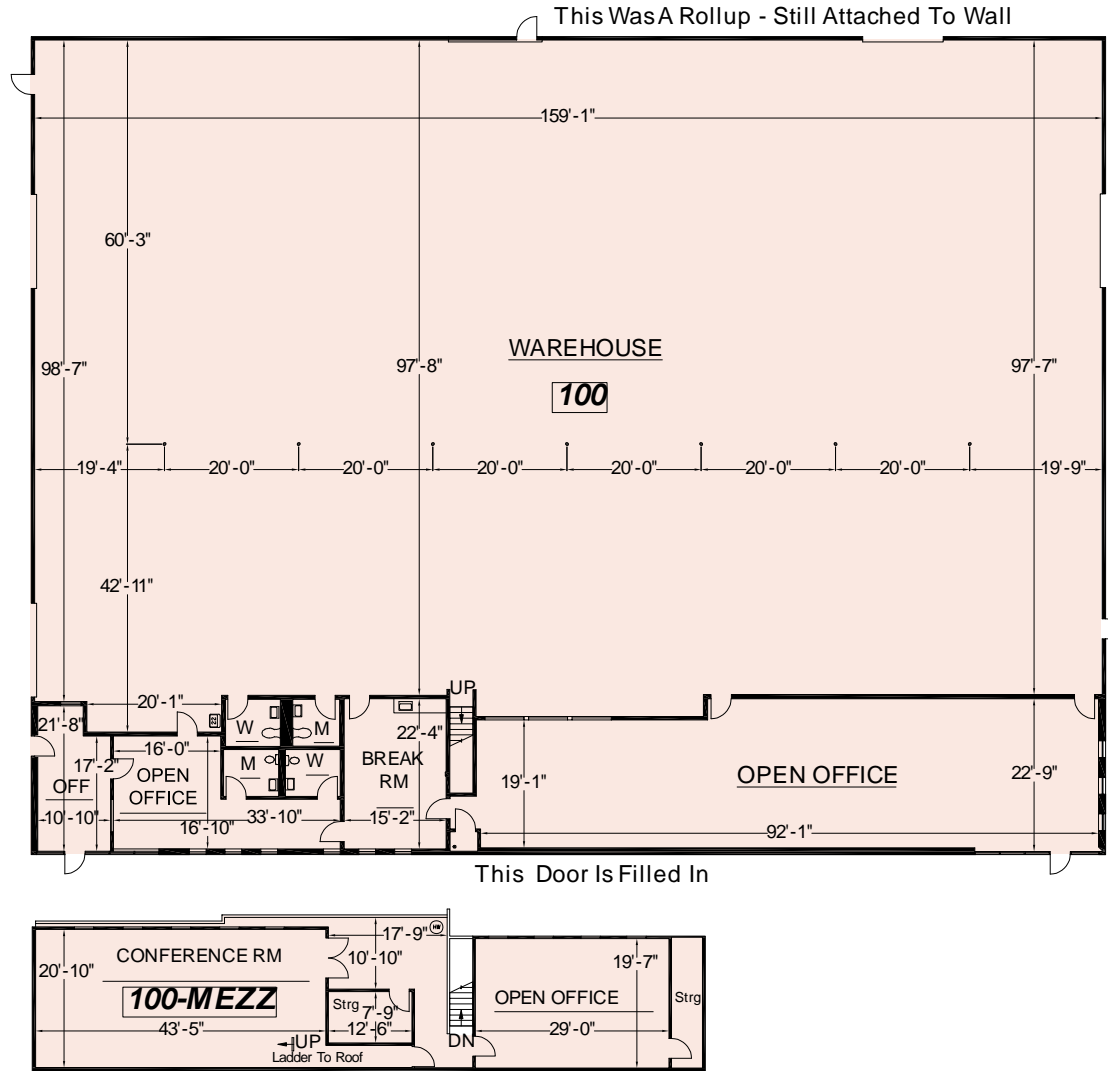 This Was A Rollup - Still Attached To Wall
159'-1"
60'-3"
WAREHOUSE
98'-7"
97'-8"
97'-7"
100
19'-4"
20'-0"
20'-0"
20'-0"
20'-0"
20'-0"
20'-0"
19'-9"
42'-11"
UP
20'-1"
21'-8"
W
M
22'-4"
16'-0"
17'-2"
BREAK
RM
M
W
OPEN
OFFICE
OFF
19'-1"
OPEN OFFICE
22'-9"
10'-10"
33'-10"
15'-2"
16'-10"
92'-1"
This Door Is Filled In
17'-9"
HW
CONFERENCE RM
10'-10"
19'-7"
20'-10"
100-MEZZ
Strg
7'-9"
OPEN OFFICE
Strg
43'-5"
12'-6"
29'-0"
UP
DN
Ladder To Roof